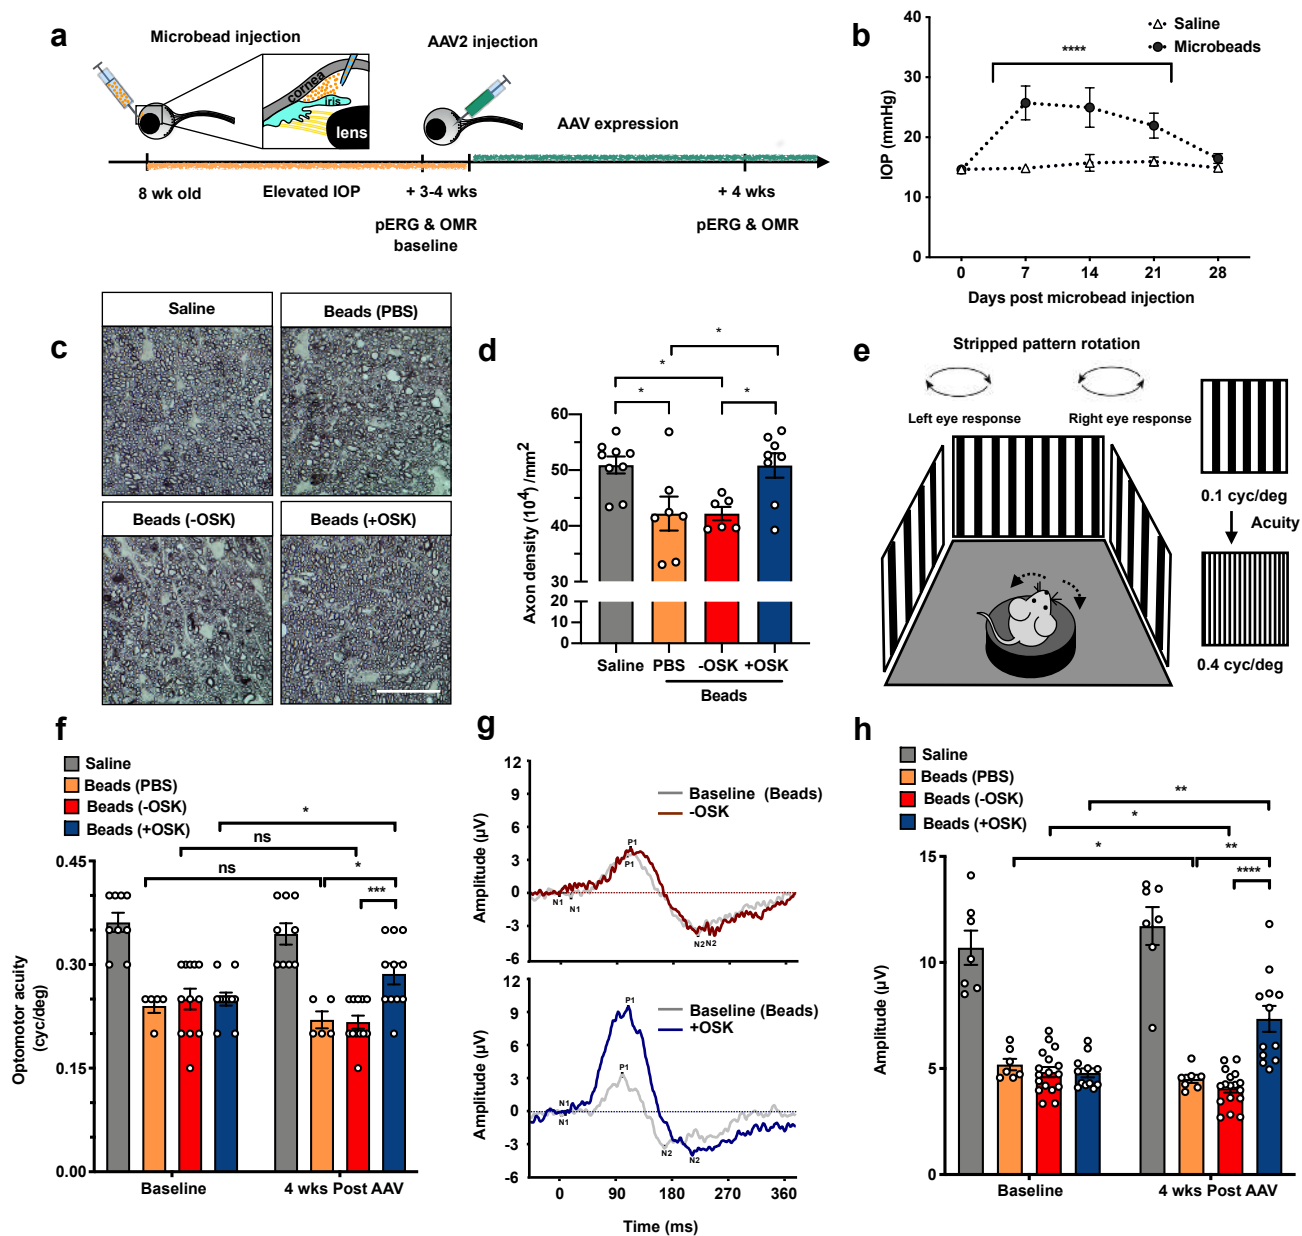 a
Microbead injection
AAV2 injection
cornea
iris
lens
AAV expression
8 wk old
Elevated IOP
+ 3-4 wks
+ 4 wks
pERG & OMR
baseline
pERG & OMR
b
Saline
Microbeads
****
IOP (mmHg)
40
30
20
10
0
0 7 14 21 28
Days post microbead injection
c
Saline
Beads (PBS)
Beads (-OSK)
Beads (+OSK)
d
*
*
*
*
Axon density (10⁴) /mm²
60
50
40
30
20
10
0
Saline PBS -OSK +OSK
Beads
e
Stripped pattern rotation
Left eye response
Right eye response
0.1 cyc/deg
Acuity
0.4 cyc/deg
f
Saline
Beads (PBS)
Beads (-OSK)
Beads (+OSK)
*
ns
ns
*
***
Optomotor acuity
(cyc/deg)
0.45
0.30
0.15
0.00
Baseline
4 wks Post AAV
g
12
9
6
3
0
-3
-6
Amplitude (µV)
Baseline (Beads)
-OSK
P1
P1
N1
N1
N2 N2
12
9
6
3
0
-3
-6
Amplitude (µV)
Baseline (Beads)
+OSK
P1
P1
N1
N1
N2
N2
0 90 180 270 360
Time (ms)
h
Saline
Beads (PBS)
Beads (-OSK)
Beads (+OSK)
**
*
*
**
****
Amplitude (µV)
15
10
5
0
Baseline
4 wks Post AAV